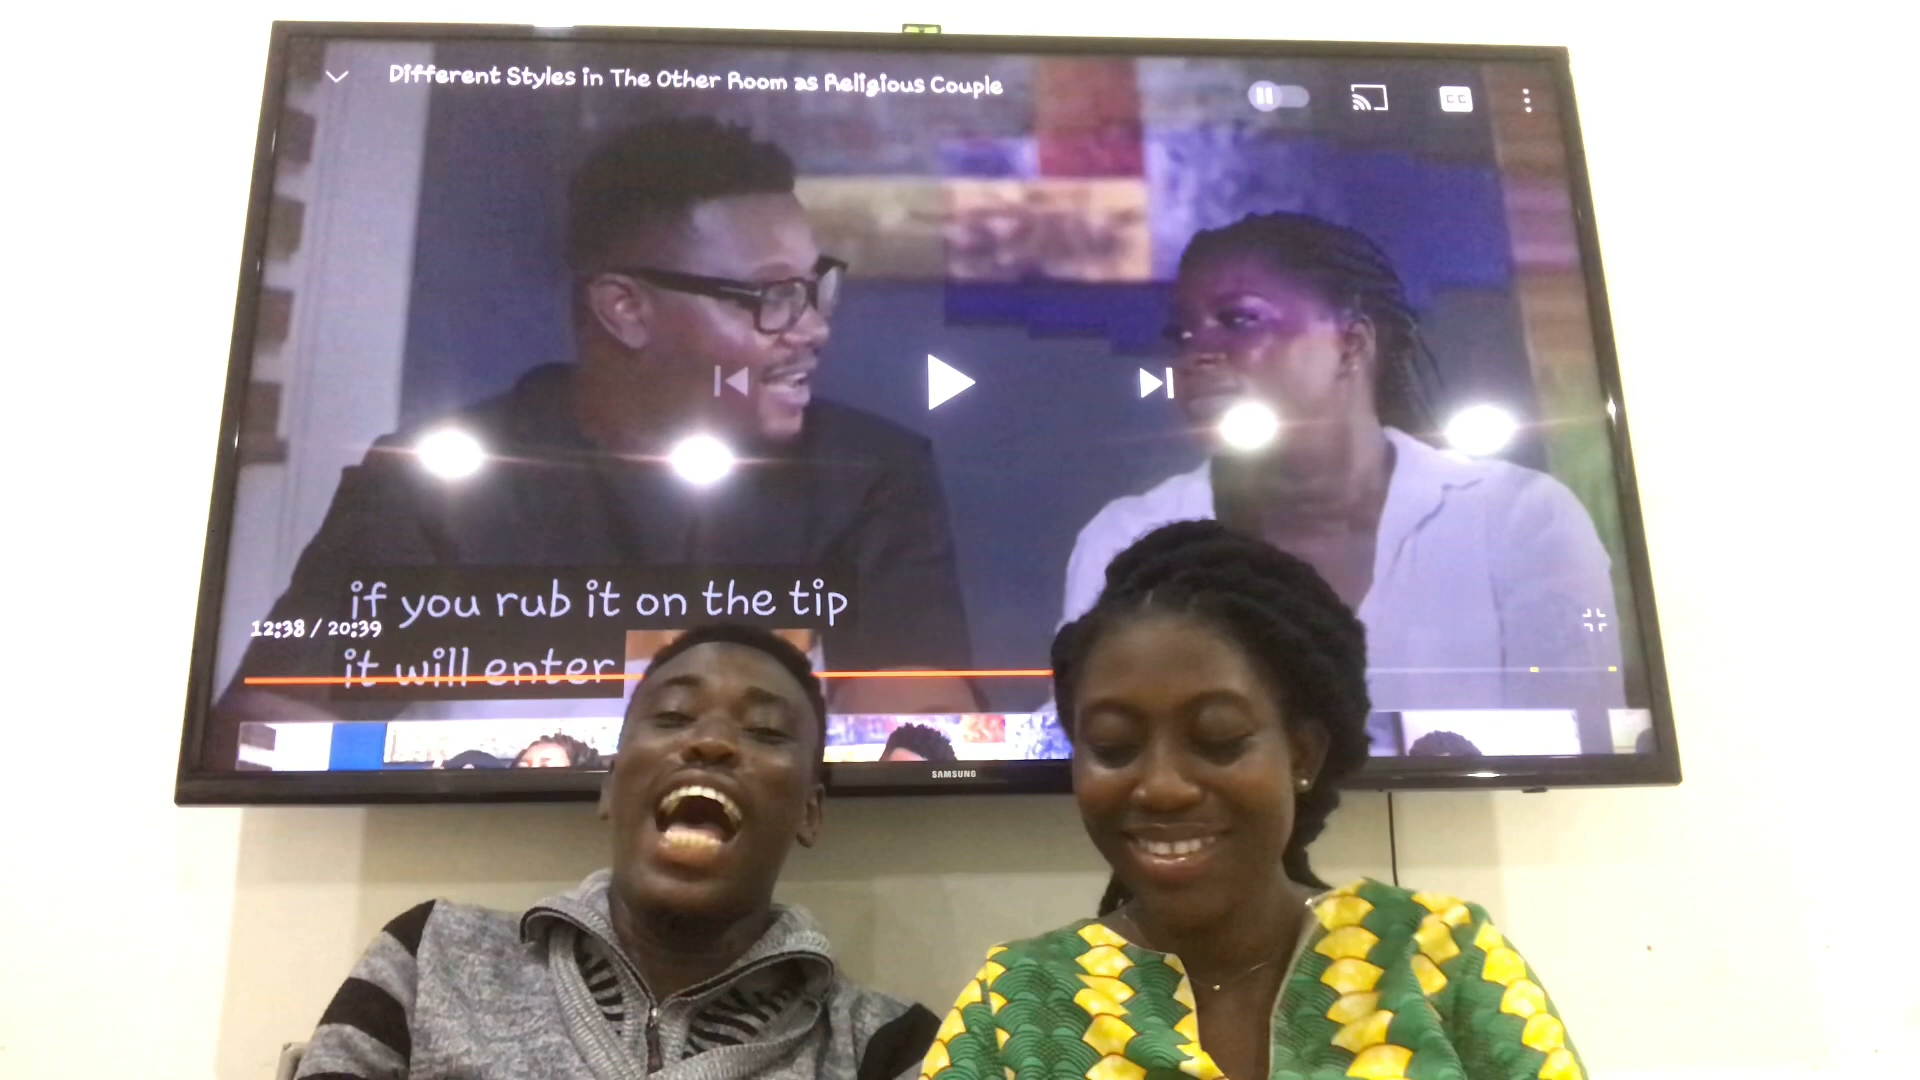 Different Styles in The Other Room as Religious Couple
CC
if you rub it on the tip
12:38 / 20:39
it will enter
SAMSUNG